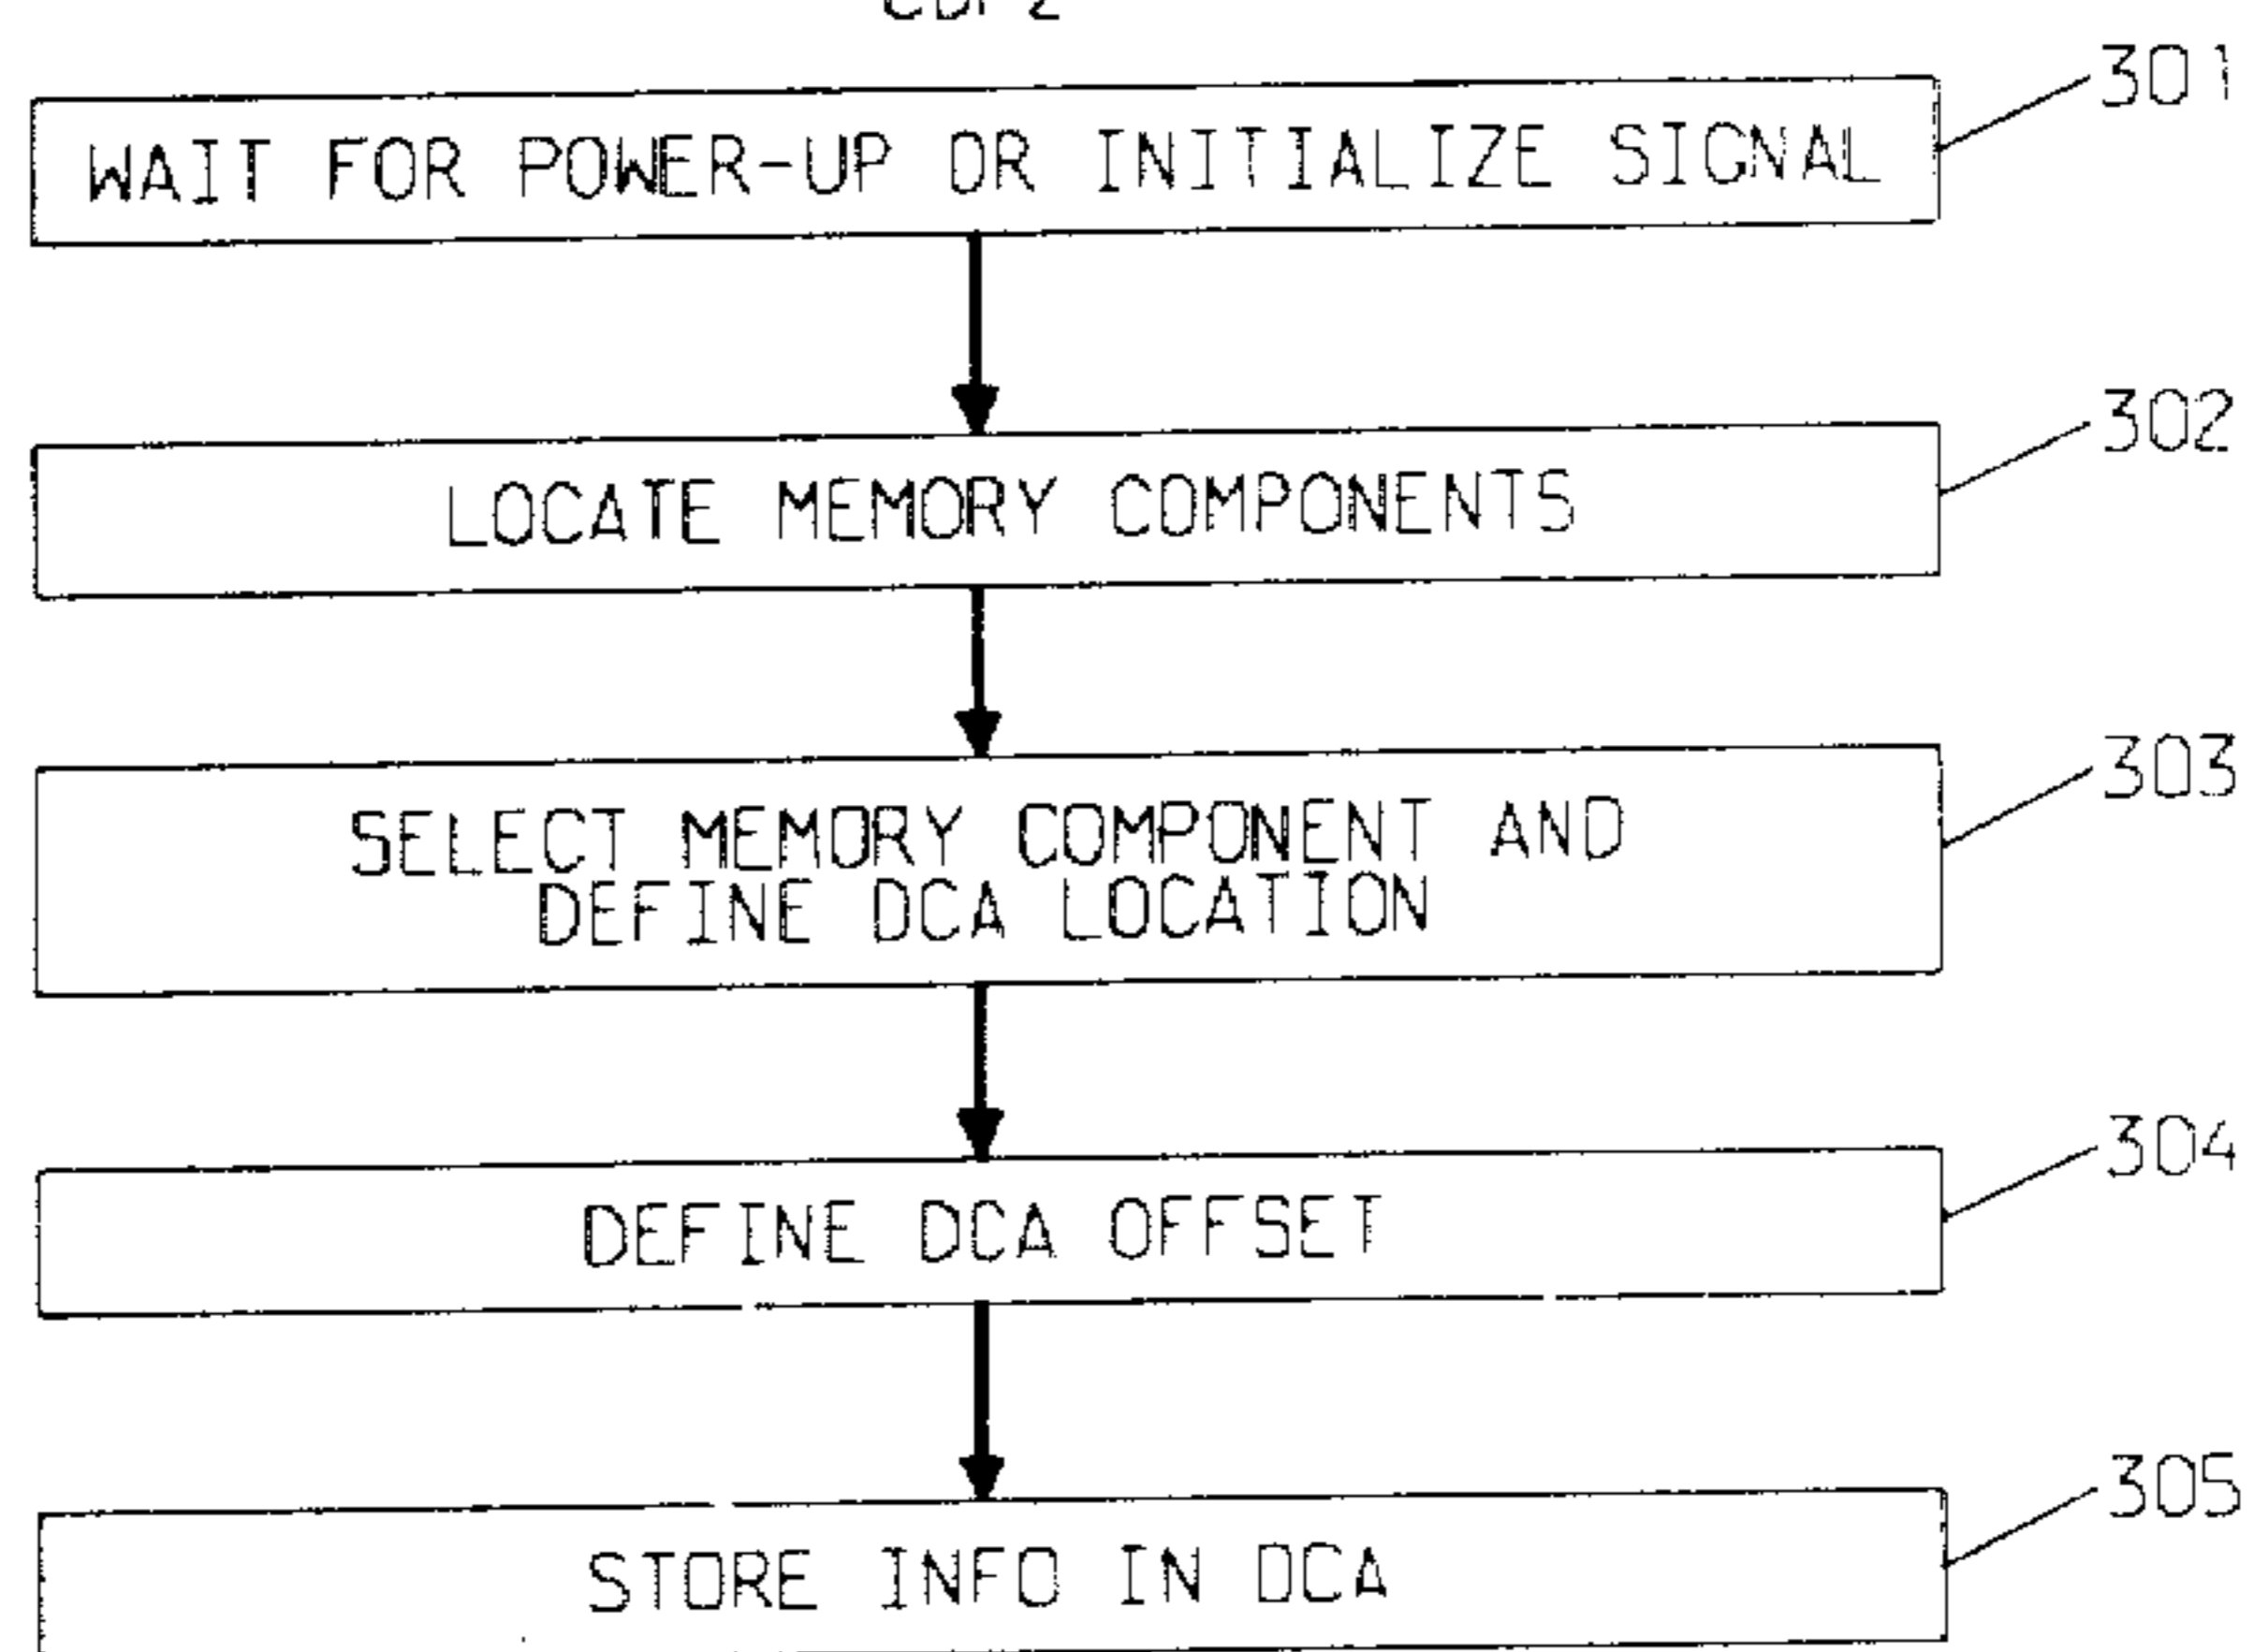 301
WAIT FOR POWER-UP OR INITIALIZE SIGNAL
302
LOCATE MEMORY COMPONENTS
303
SELECT MEMORY COMPONENT AND
DEFINE DCA LOCATION
304
DEFINE DCA OFFSET
305
STORE INFO IN DCA